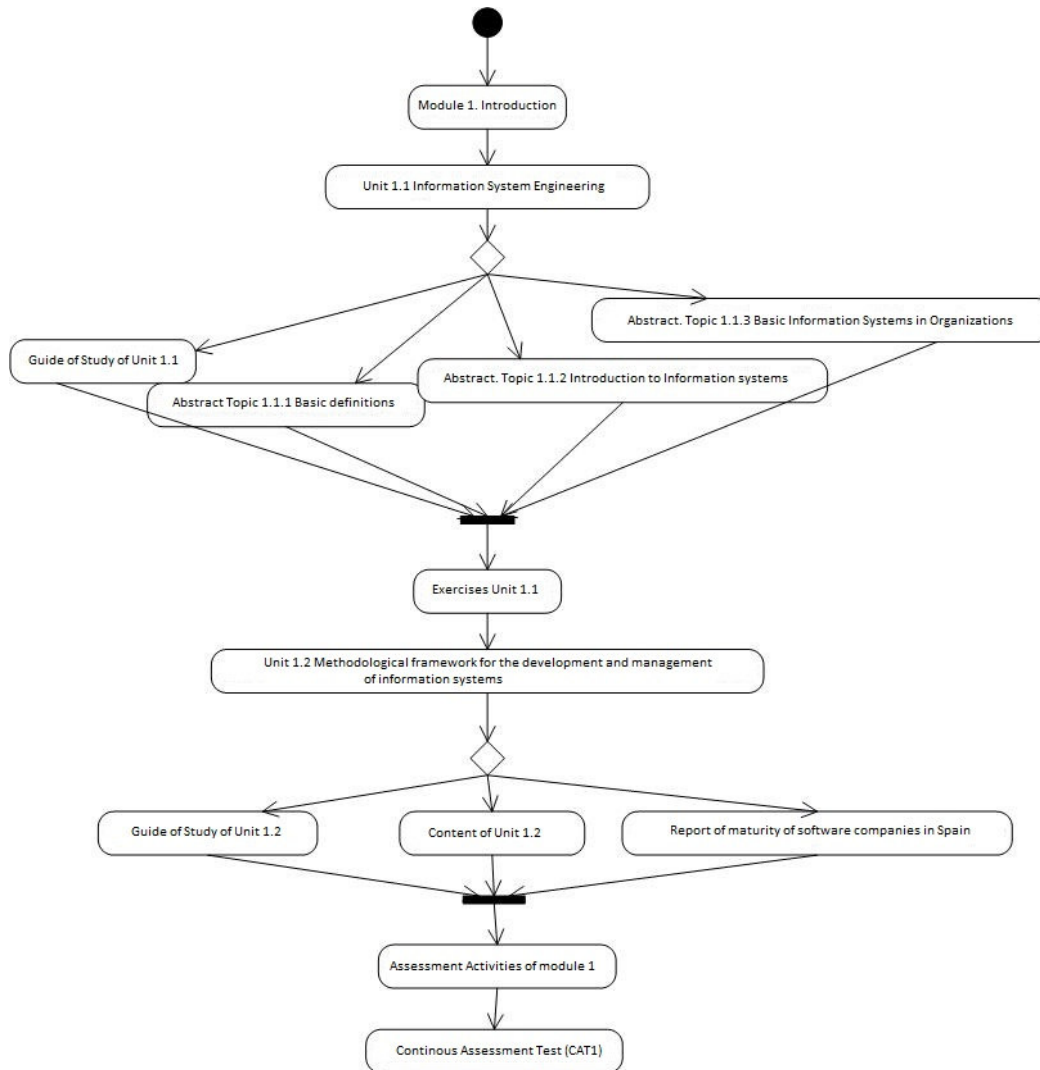 Module 1. Introduction
Unit 1.1 Information System Engineering
Abstract. Topic 1.1.3 Basic Information Systems in Organizations
Guide of Study of Unit 1.1
Abstract. Topic 1.1.2 Introduction to Information systems
Abstract Topic 1.1.1 Basic definitions
Exercises Unit 1.1
Unit 1.2 Methodological framework for the development and management
of information systems
Guide of Study of Unit 1.2
Content of Unit 1.2
Report of maturity of software companies in Spain
Assessment Activities of module 1
Continous Assessment Test (CAT1)